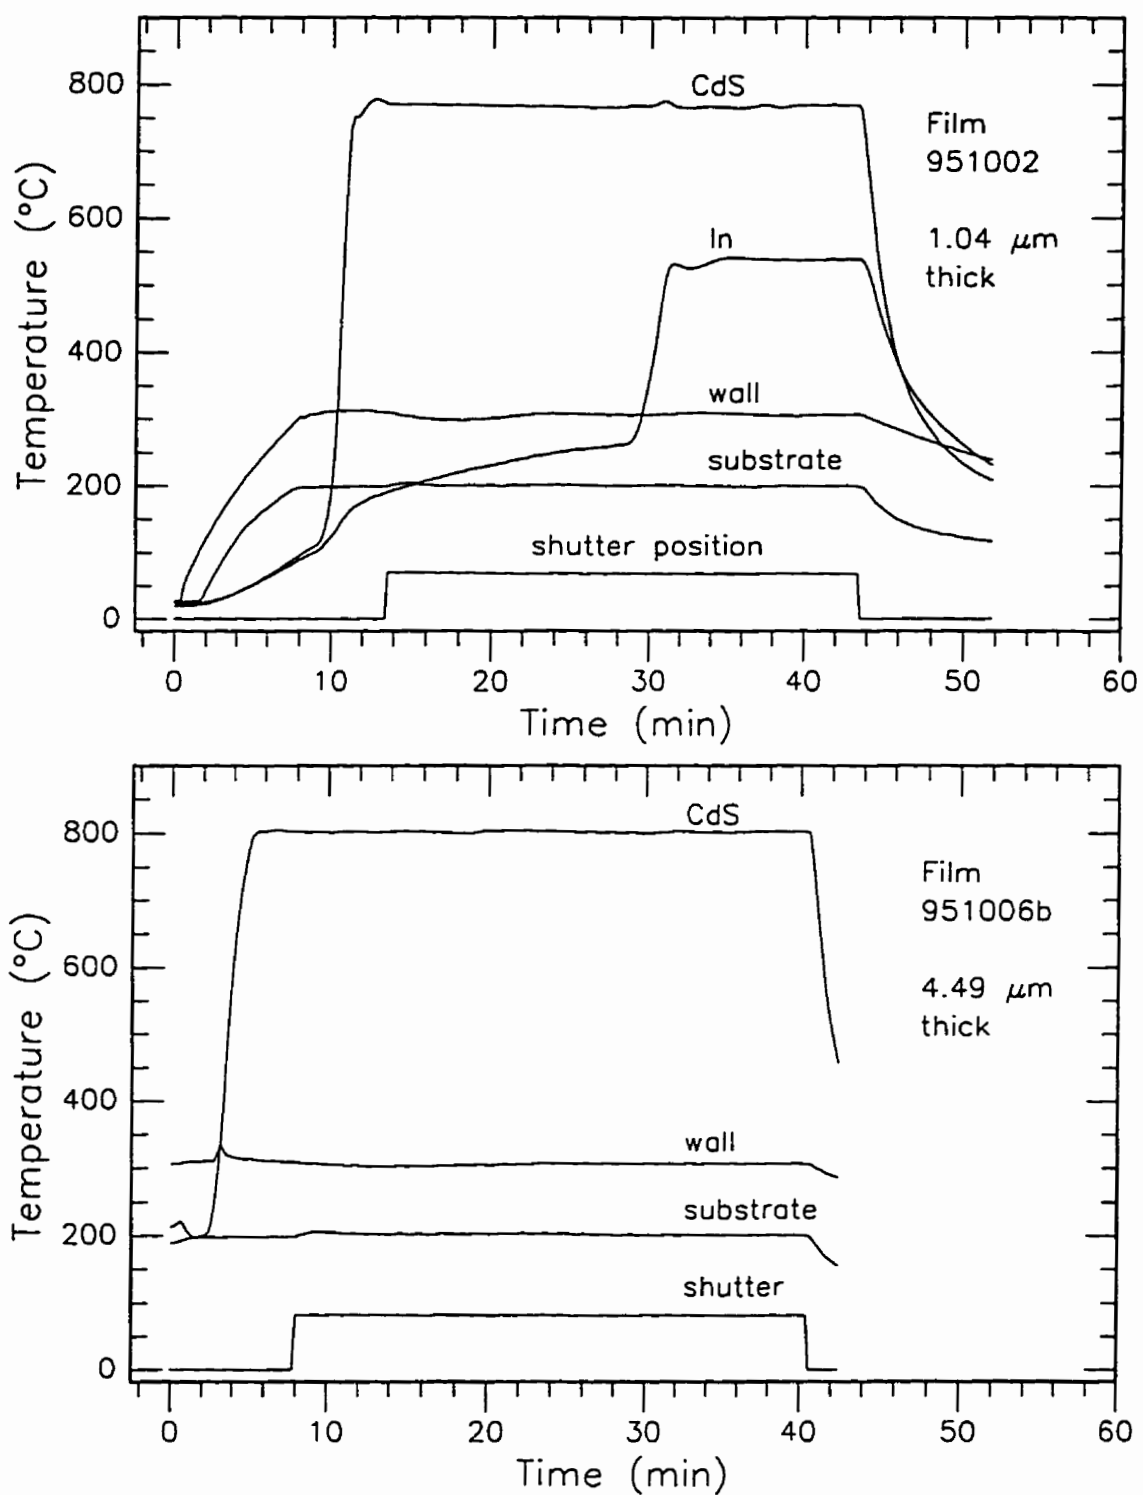 800
600
400
200
0
Temperature (°C)
CdS
Film
951002
In
1.04 μm
thick
wall
substrate
shutter position
0 10 20 30 40 50 60
Time (min)
800
600
400
200
0
Temperature (°C)
CdS
Film
951006b
4.49 μm
thick
wall
substrate
shutter
0 10 20 30 40 50 60
Time (min)